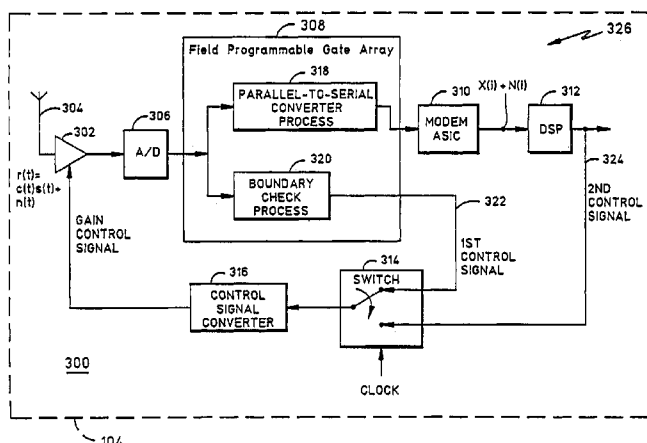 308
326
Field Programmable Gate Array
318
PARALLEL-TO-SERIAL
CONVERTER
PROCESS
304
302
306
A/D
310
MODEM
ASIC
X(i) + N(i)
312
DSP
r(t)=
c(t)s(t)+
n(t)
320
BOUNDARY
CHECK
PROCESS
322
324
2ND
CONTROL
SIGNAL
GAIN
CONTROL
SIGNAL
1ST
CONTROL
SIGNAL
314
SWITCH
316
CONTROL
SIGNAL
CONVERTER
300
CLOCK
104